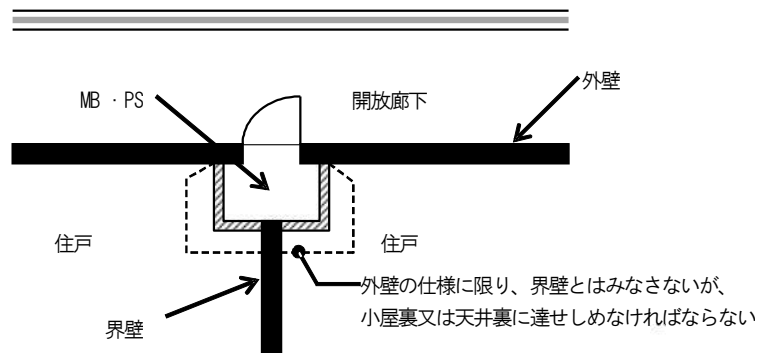 外壁
MB ・PS
開放廊下
住戸
住戸
外壁の仕様に限り、界壁とはみなさないが、
小屋裏又は天井裏に達せしめなければならない
界壁